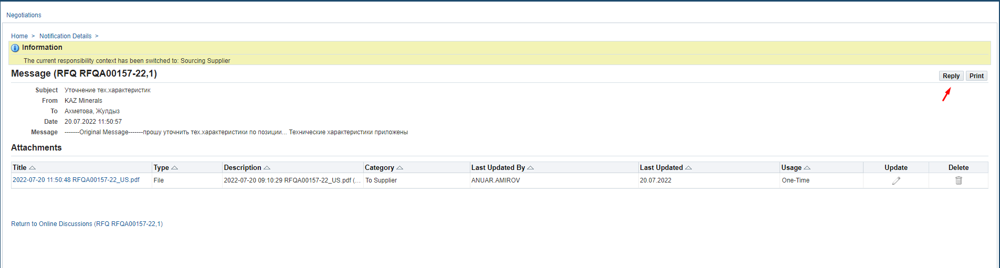 Negotiations
Home > Notification Details >
Information
The current responsibility context has been switched to: Sourcing Supplier
Message (RFQ RFQA00157-22,1)
Reply Print
Subject Уточнение тех.характеристик
From KAZ Minerals
To Ахметова, Жулдыз
Date 20.07.2022 11:50:57
Message -------Original Message-------прошу уточнить тех.характеристики по позиции... Технические характеристики приложены
Attachments
Title Type Description Category Last Updated By Last Updated Usage Update Delete
2022-07-20 11:50:48 RFQA00157-22_US.pdf File 2022-07-20 09:10:29 RFQA00157-22_US.pdf (... To Supplier ANUAR.AMIROV 20.07.2022 One-Time
Return to Online Discussions (RFQ RFQA00157-22,1)